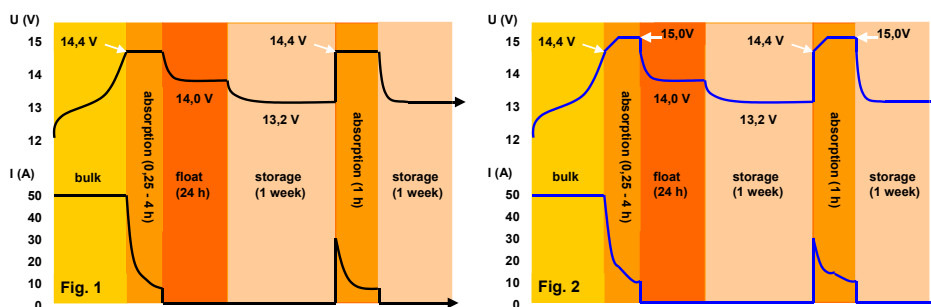 U (V)
15
14
13
12
14,4 V
14,0 V
13,2 V
14,4 V
absorption (0,25 - 4 h)
absorption (1 h)
I (A)
50
40
30
20
10
0
bulk
float
(24 h)
storage
(1 week)
storage
(1 week)
Fig. 1
U (V)
15
14
13
12
14,4 V
15,0V
14,0 V
13,2 V
14,4 V
15,0V
absorption (0,25 - 4 h)
absorption (1 h)
I (A)
50
40
30
20
10
0
bulk
float
(24 h)
storage
(1 week)
storage
(1 week)
Fig. 2